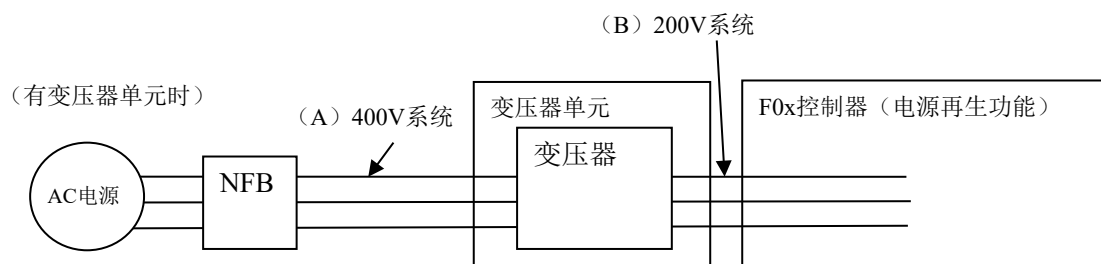 （B）200V系统
（有变压器单元时）
（A）400V系统
变压器单元
F0x控制器（电源再生功能）
变压器
AC电源
NFB